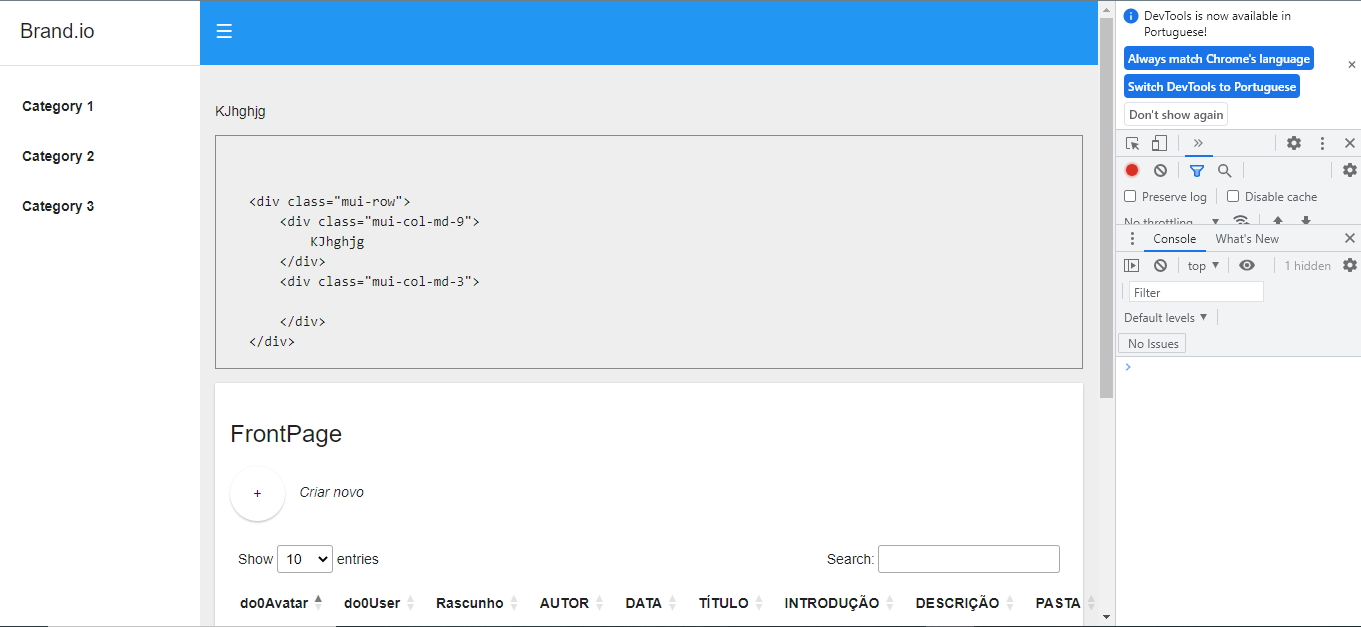 Brand.io
☰
Category 1
Category 2
Category 3
KJhghjg
<div class="mui-row">
    <div class="mui-col-md-9">
        KJhghjg
    </div>
    <div class="mui-col-md-3">
    </div>
</div>
FrontPage
+ Criar novo
Show 10 entries
Search:
do0Avatar do0User Rascunho AUTOR DATA TÍTULO INTRODUÇÃO DESCRIÇÃO PASTA
DevTools is now available in
Portuguese!
Always match Chrome's language
Switch DevTools to Portuguese
Don't show again
Preserve log Disable cache
No throttling
Console What's New
top 1 hidden
Filter
Default levels
No Issues